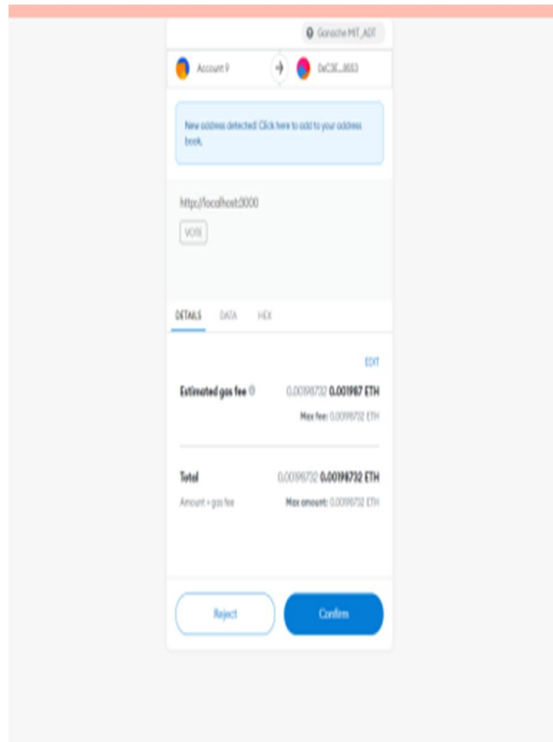 Ganache MIT_ADT
Account 9
New address detected! Click here to add to your address
book.
http://localhost:3000
VOTE
DETAILS DATA HEX
EDIT
Estimated gas fee 0.00198732 0.001987 ETH
Max fee: 0.00198732 ETH
Total 0.00198732 0.00198732 ETH
Amount + gas fee Max amount: 0.00198732 ETH
Reject Confirm